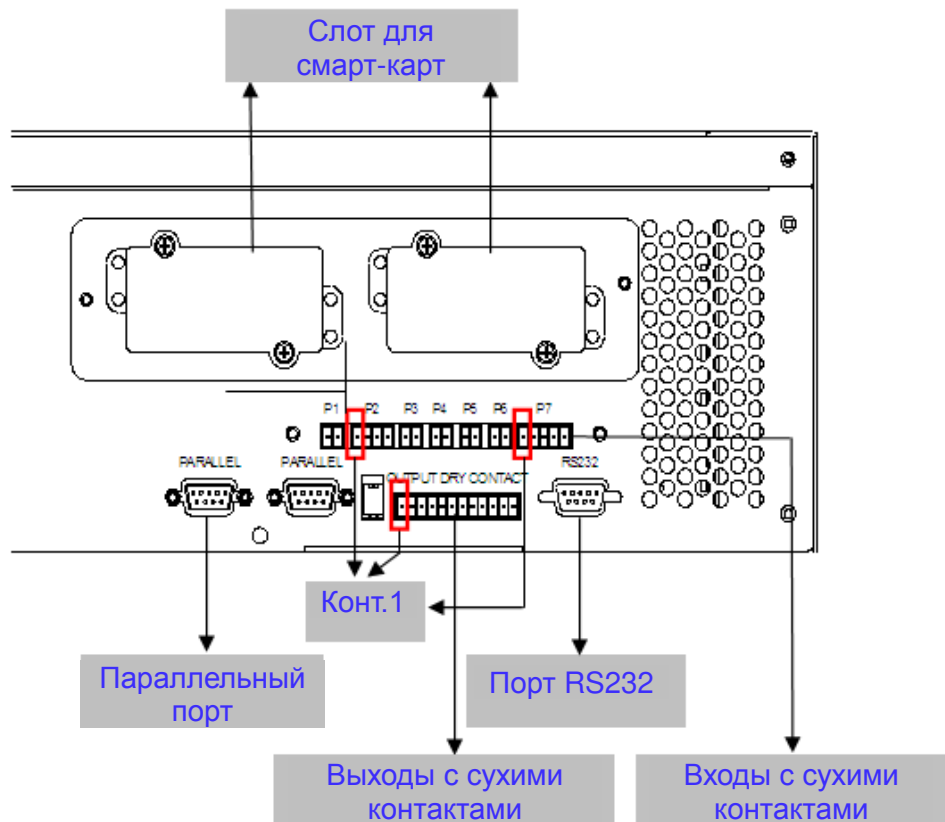 Слот для
смарт-карт
P1 P2 P3 P4 P5 P6 P7
PARALLEL PARALLEL OUTPUT DRY CONTACT RS232
Конт.1
Параллельный
порт
Порт RS232
Выходы с сухими
контактами
Входы с сухими
контактами